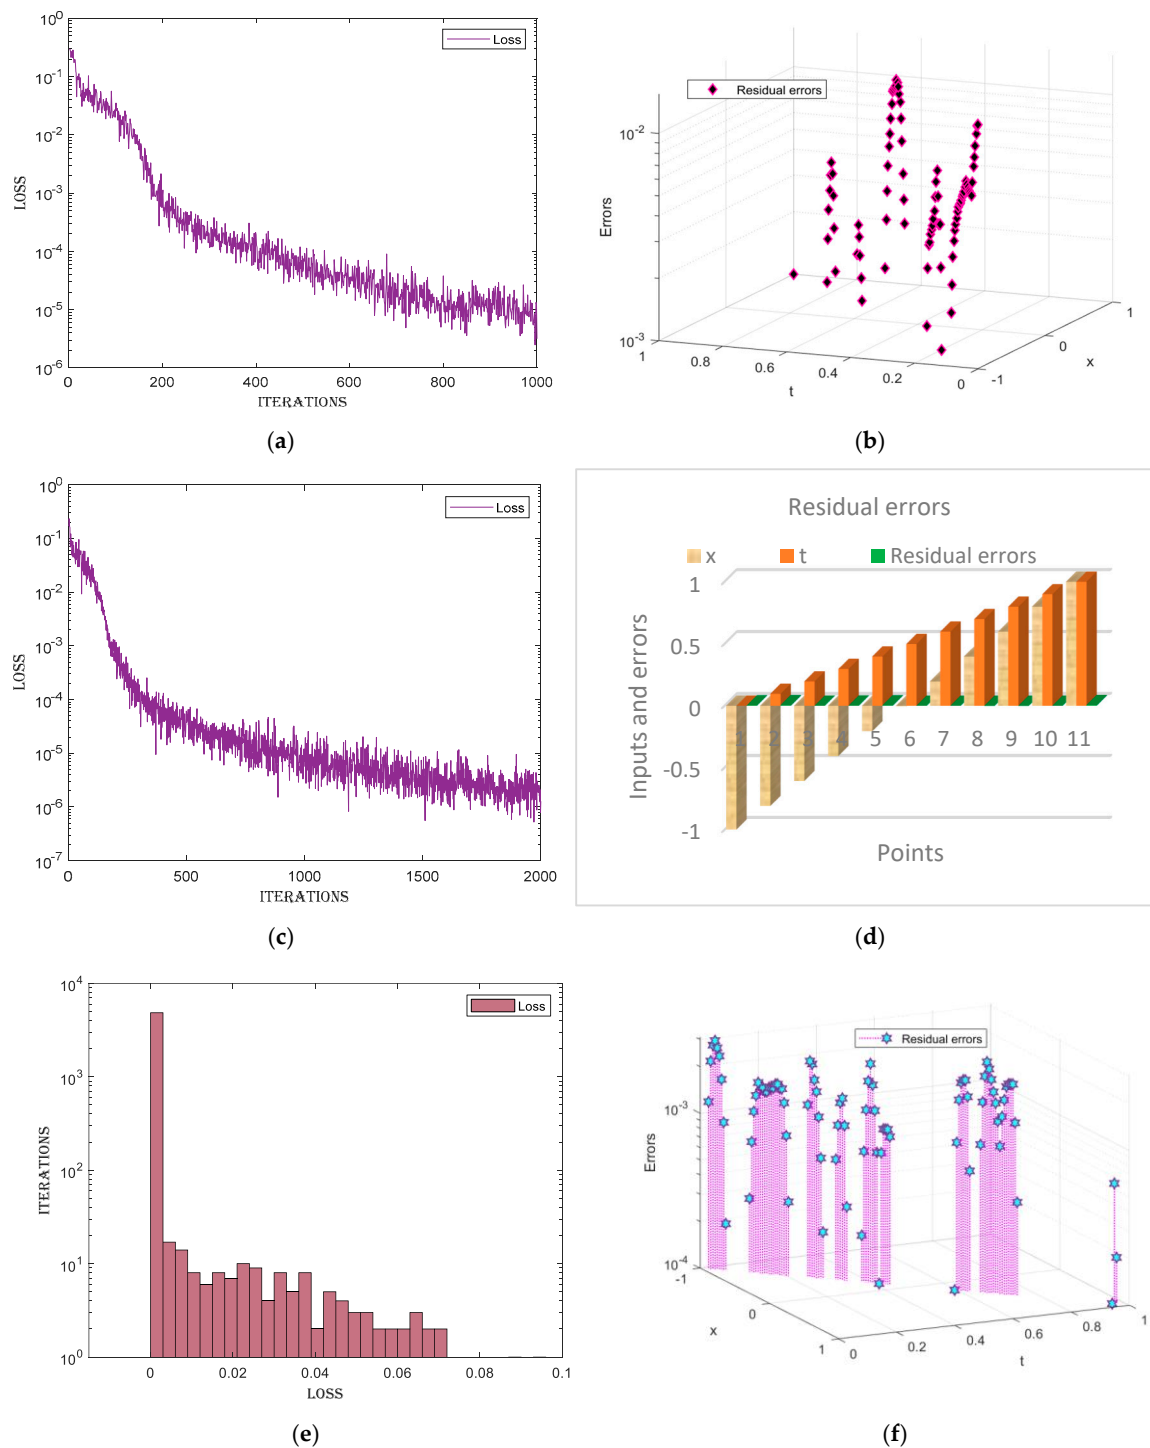 10^0
10^-1
10^-2
10^-3
10^-4
10^-5
10^-6
LOSS
Loss
0 200 400 600 800 1000
ITERATIONS
(a)
Residual errors
10^-2
10^-3
Errors
1 0.8 0.6 0.4 0.2 0
t
-1 0 1
x
(b)
10^0
10^-1
10^-2
10^-3
10^-4
10^-5
10^-6
10^-7
LOSS
Loss
0 500 1000 1500 2000
ITERATIONS
(c)
Residual errors
x t Residual errors
1
0.5
0
-0.5
-1
Inputs and errors
1 2 3 4 5 6 7 8 9 10 11
Points
(d)
10^4
10^3
10^2
10^1
10^0
ITERATIONS
Loss
0 0.02 0.04 0.06 0.08 0.1
LOSS
(e)
Residual errors
10^-3
10^-4
Errors
-1 0 1
x
0 0.2 0.4 0.6 0.8 1
t
(f)